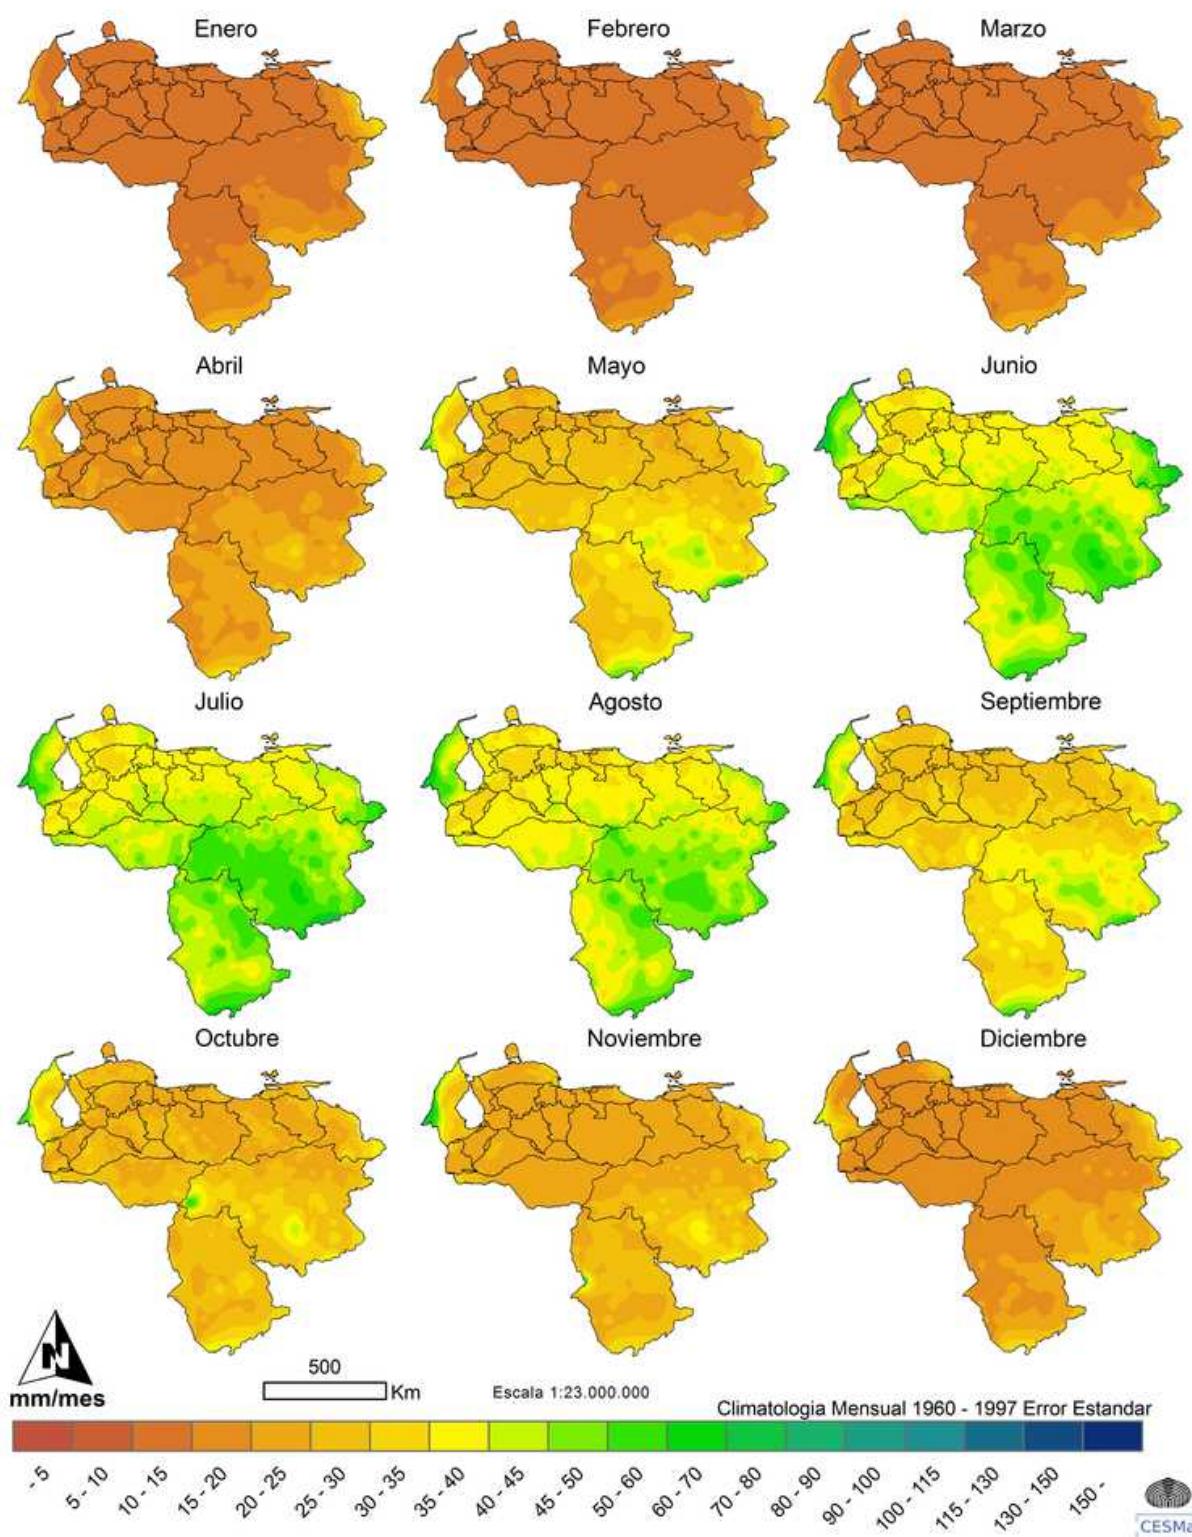 Enero
Febrero
Marzo
Abril
Mayo
Junio
Julio
Agosto
Septiembre
Octubre
Noviembre
Diciembre
N
mm/mes
500
Km
Escala 1:23.000.000
Climatologia Mensual 1960 - 1997 Error Estandar
- 5
5 - 10
10 - 15
15 - 20
20 - 25
25 - 30
30 - 35
35 - 40
40 - 45
45 - 50
50 - 60
60 - 70
70 - 80
80 - 90
90 - 100
100 - 115
115 - 130
130 - 150
150 -
CESMa